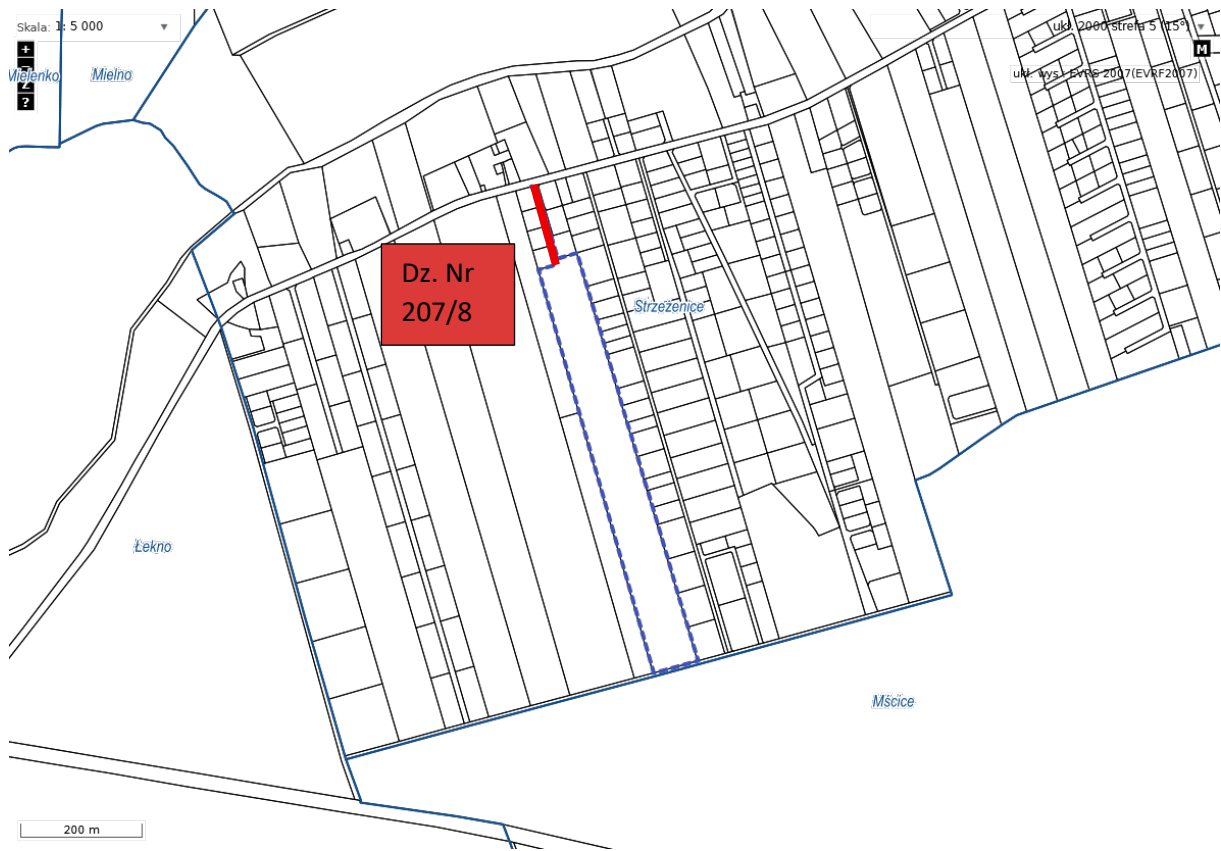 Skala: 1: 5 000
ukł. 2000 strefa 5 (15°)
+
M
Mielenko
Mielno
ukł. wys.: EVRS 2007(EVRF2007)
Z
?
Dz. Nr
207/8
Strzeżenice
Łekno
Mścice
200 m